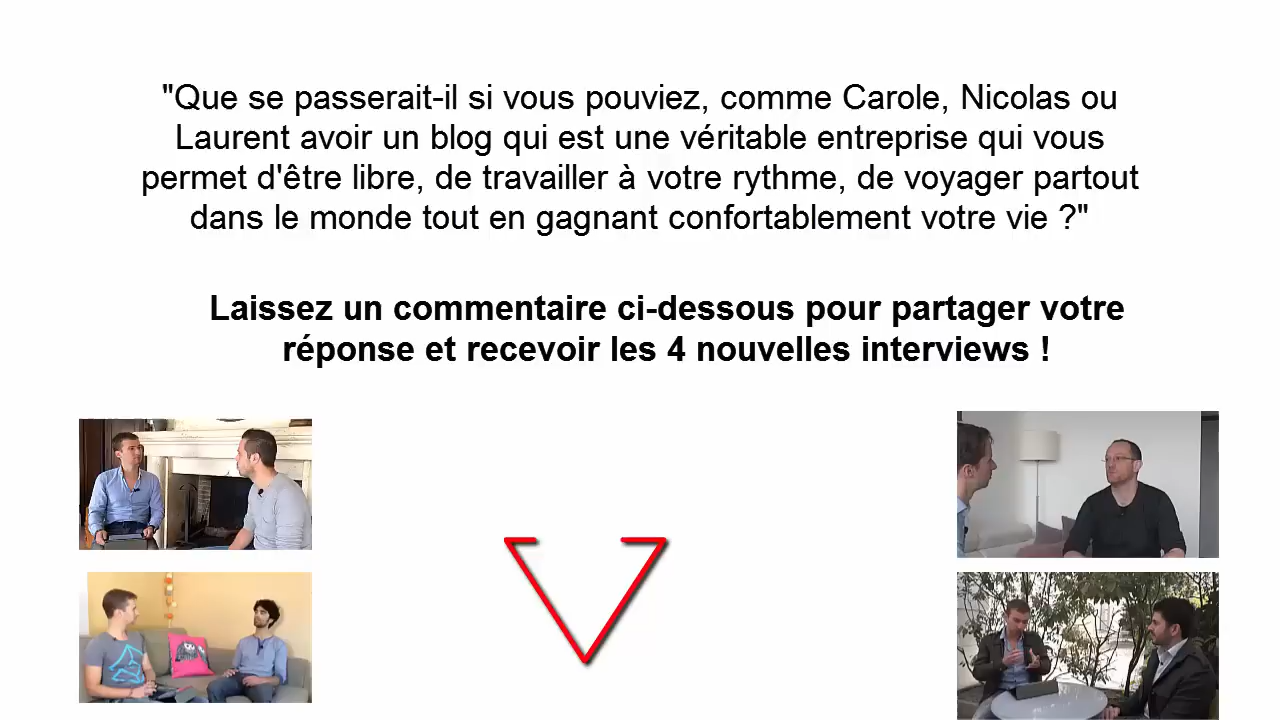 "Que se passerait-il si vous pouviez, comme Carole, Nicolas ou
Laurent avoir un blog qui est une véritable entreprise qui vous
permet d'être libre, de travailler à votre rythme, de voyager partout
dans le monde tout en gagnant confortablement votre vie ?"
Laissez un commentaire ci-dessous pour partager votre
réponse et recevoir les 4 nouvelles interviews !